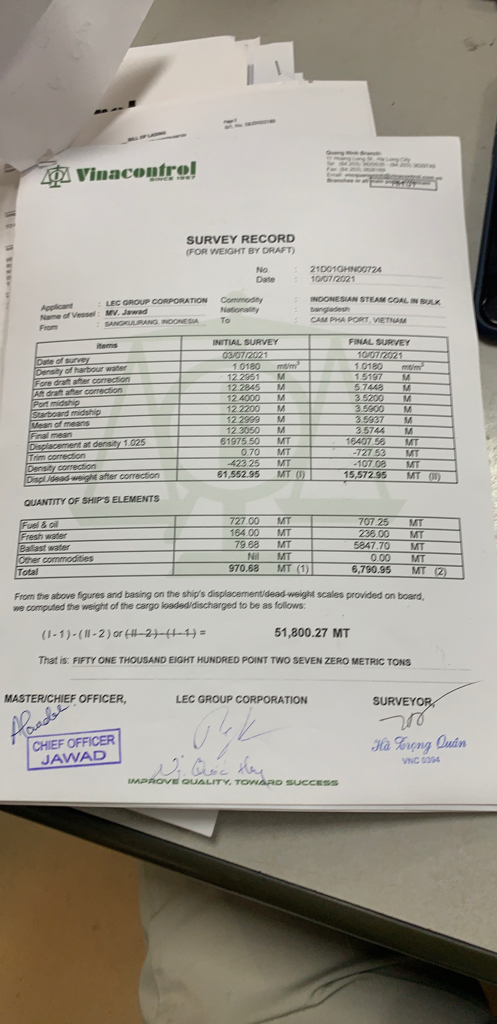 BILL OF LADING
Vinacontrol
SINCE 1957
Quang Ninh Branch:
SURVEY RECORD
(FOR WEIGHT BY DRAFT)
No. : 21D01GHN00724
Date : 10/07/2021
Applicant : LEC GROUP CORPORATION Commodity : INDONESIAN STEAM COAL IN BULK
Name of Vessel : MV. Jawad Nationality : bangladesh
From : SANGKULIRANG, INDONESIA To : CAM PHA PORT, VIETNAM
Items INITIAL SURVEY FINAL SURVEY
Date of survey 03/07/2021 10/07/2021
Density of harbour water 1.0180 mt/m³ 1.0180 mt/m³
Fore draft after correction 12.2951 M 1.5197 M
Aft draft after correction 12.2845 M 5.7448 M
Port midship 12.4000 M 3.5200 M
Starboard midship 12.2200 M 3.5900 M
Mean of means 12.2999 M 3.5937 M
Final mean 12.3050 M 3.5744 M
Displacement at density 1.025 61975.50 MT 16407.56 MT
Trim correction 0.70 MT -727.53 MT
Density correction -423.25 MT -107.08 MT
Displ./dead weight after correction 61,552.95 MT (I) 15,572.95 MT (II)
QUANTITY OF SHIP'S ELEMENTS
Fuel & oil 727.00 MT 707.25 MT
Fresh water 164.00 MT 236.00 MT
Ballast water 79.68 MT 5847.70 MT
Other commodities Nil MT 0.00 MT
Total 970.68 MT (1) 6,790.95 MT (2)
From the above figures and basing on the ship's displacement/dead-weight scales provided on board,
we computed the weight of the cargo loaded/discharged to be as follows:
(I-1)-(II-2) or (II-2)-(I-1) = 51,800.27 MT
That is: FIFTY ONE THOUSAND EIGHT HUNDRED POINT TWO SEVEN ZERO METRIC TONS
MASTER/CHIEF OFFICER, LEC GROUP CORPORATION SURVEYOR,
CHIEF OFFICER
JAWAD
Hà Trọng Quân
VNC 0394
IMPROVE QUALITY, TOWARD SUCCESS